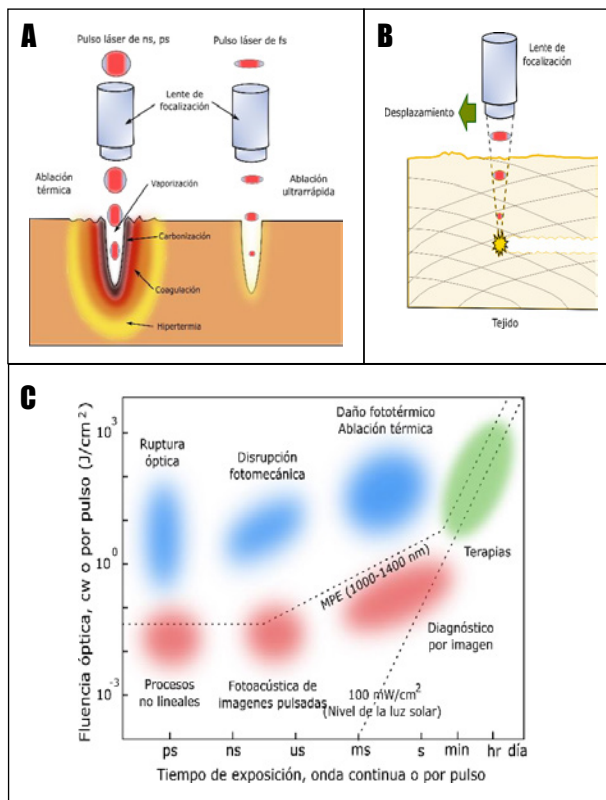 A
Pulso láser de ns, ps
Pulso láser de fs
Lente de
focalización
Ablación
térmica
Vaporización
Ablación
ultrarrápida
Carbonización
Coagulación
Hipertermia
B
Lente de
focalización
Desplazamiento
Tejido
C
Fluencia óptica, cw o por pulso (J/cm²)
10³
10⁰
10⁻³
Ruptura
óptica
Disrupción
fotomecánica
Daño fototérmico
Ablación térmica
Terapias
MPE (1000-1400 nm)
Diagnóstico
por imagen
Procesos
no lineales
Fotoacústica de
imagenes pulsadas
100 mW/cm²
(Nivel de la luz solar)
ps ns us ms s min hr día
Tiempo de exposición, onda continua o por pulso